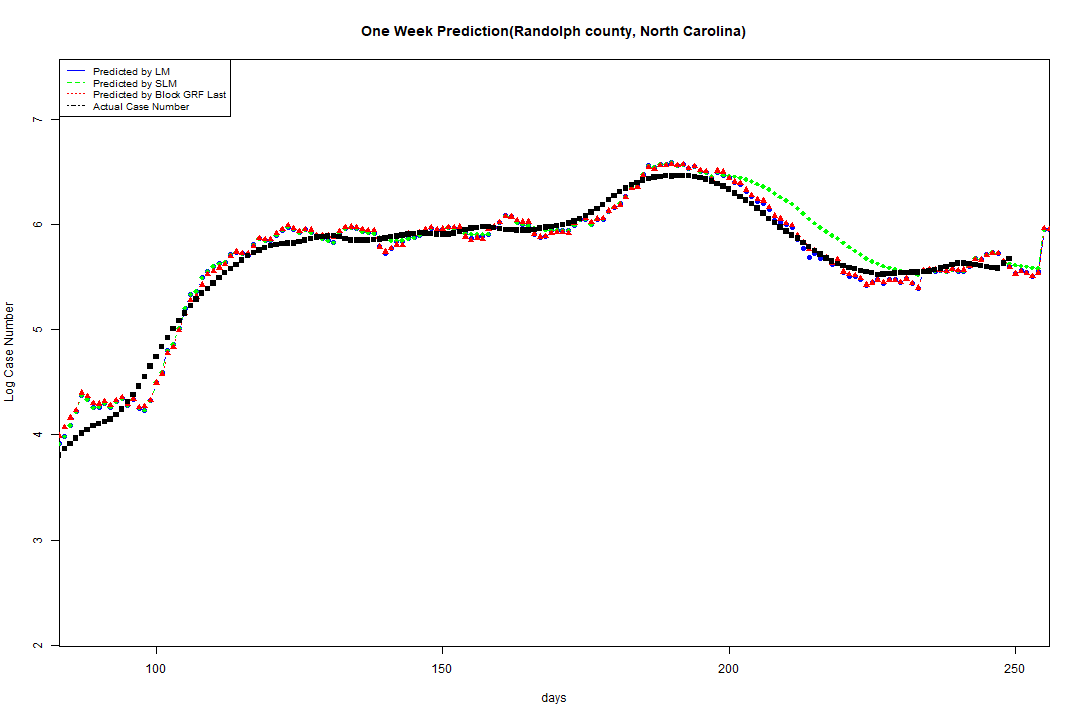 One Week Prediction(Randolph county, North Carolina)
Predicted by LM
Predicted by SLM
Predicted by Block GRF Last
Actual Case Number
Log Case Number
7
6
5
4
3
2
100 150 200 250
days